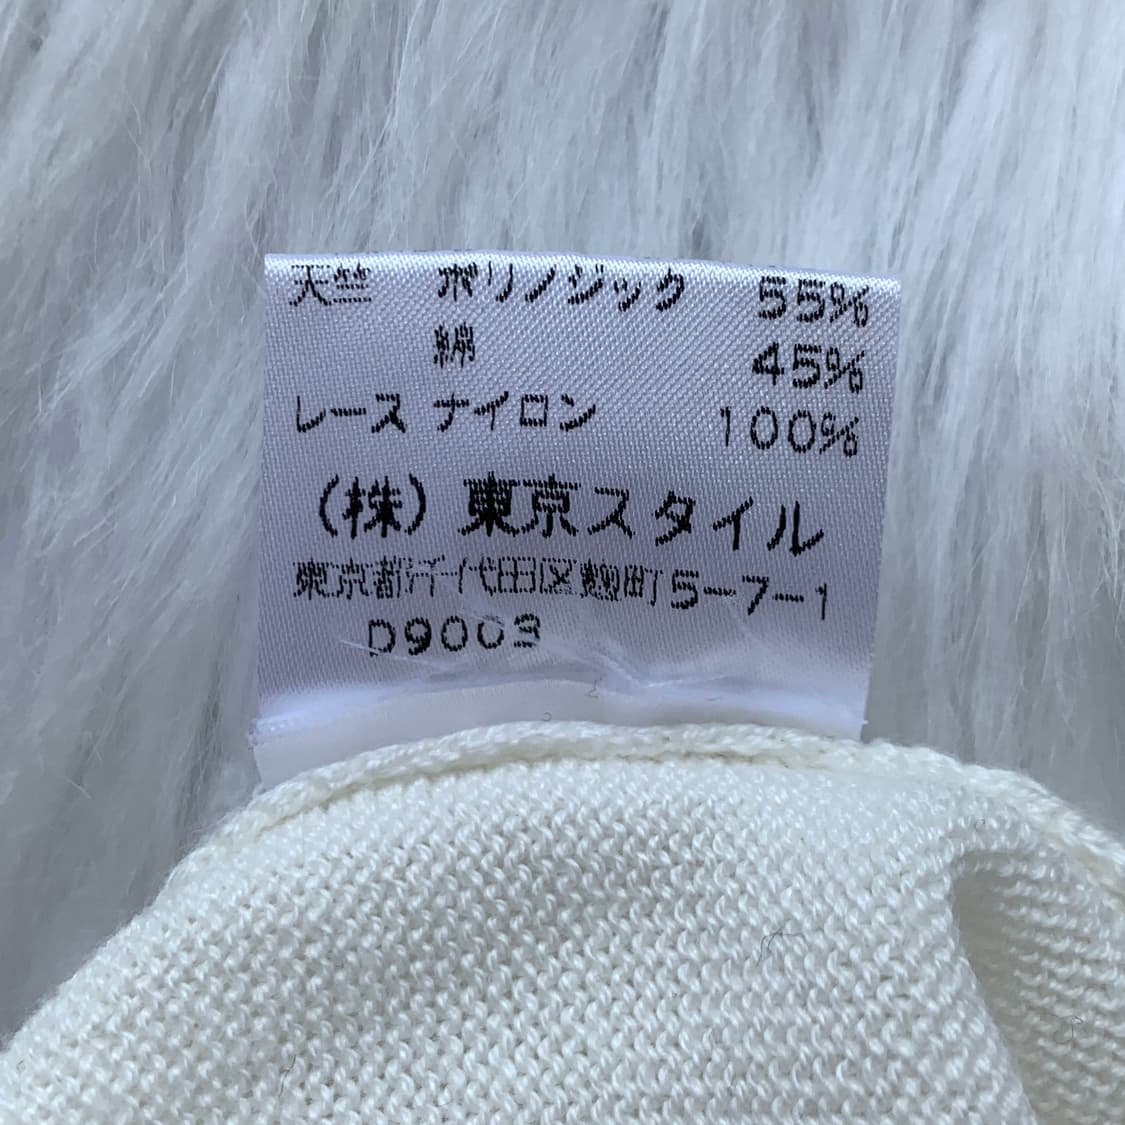 天竺 ポリノジック 55%
綿 45%
レース ナイロン 100%
(株) 東京スタイル
東京都千代田区麹町5-7-1
D9003